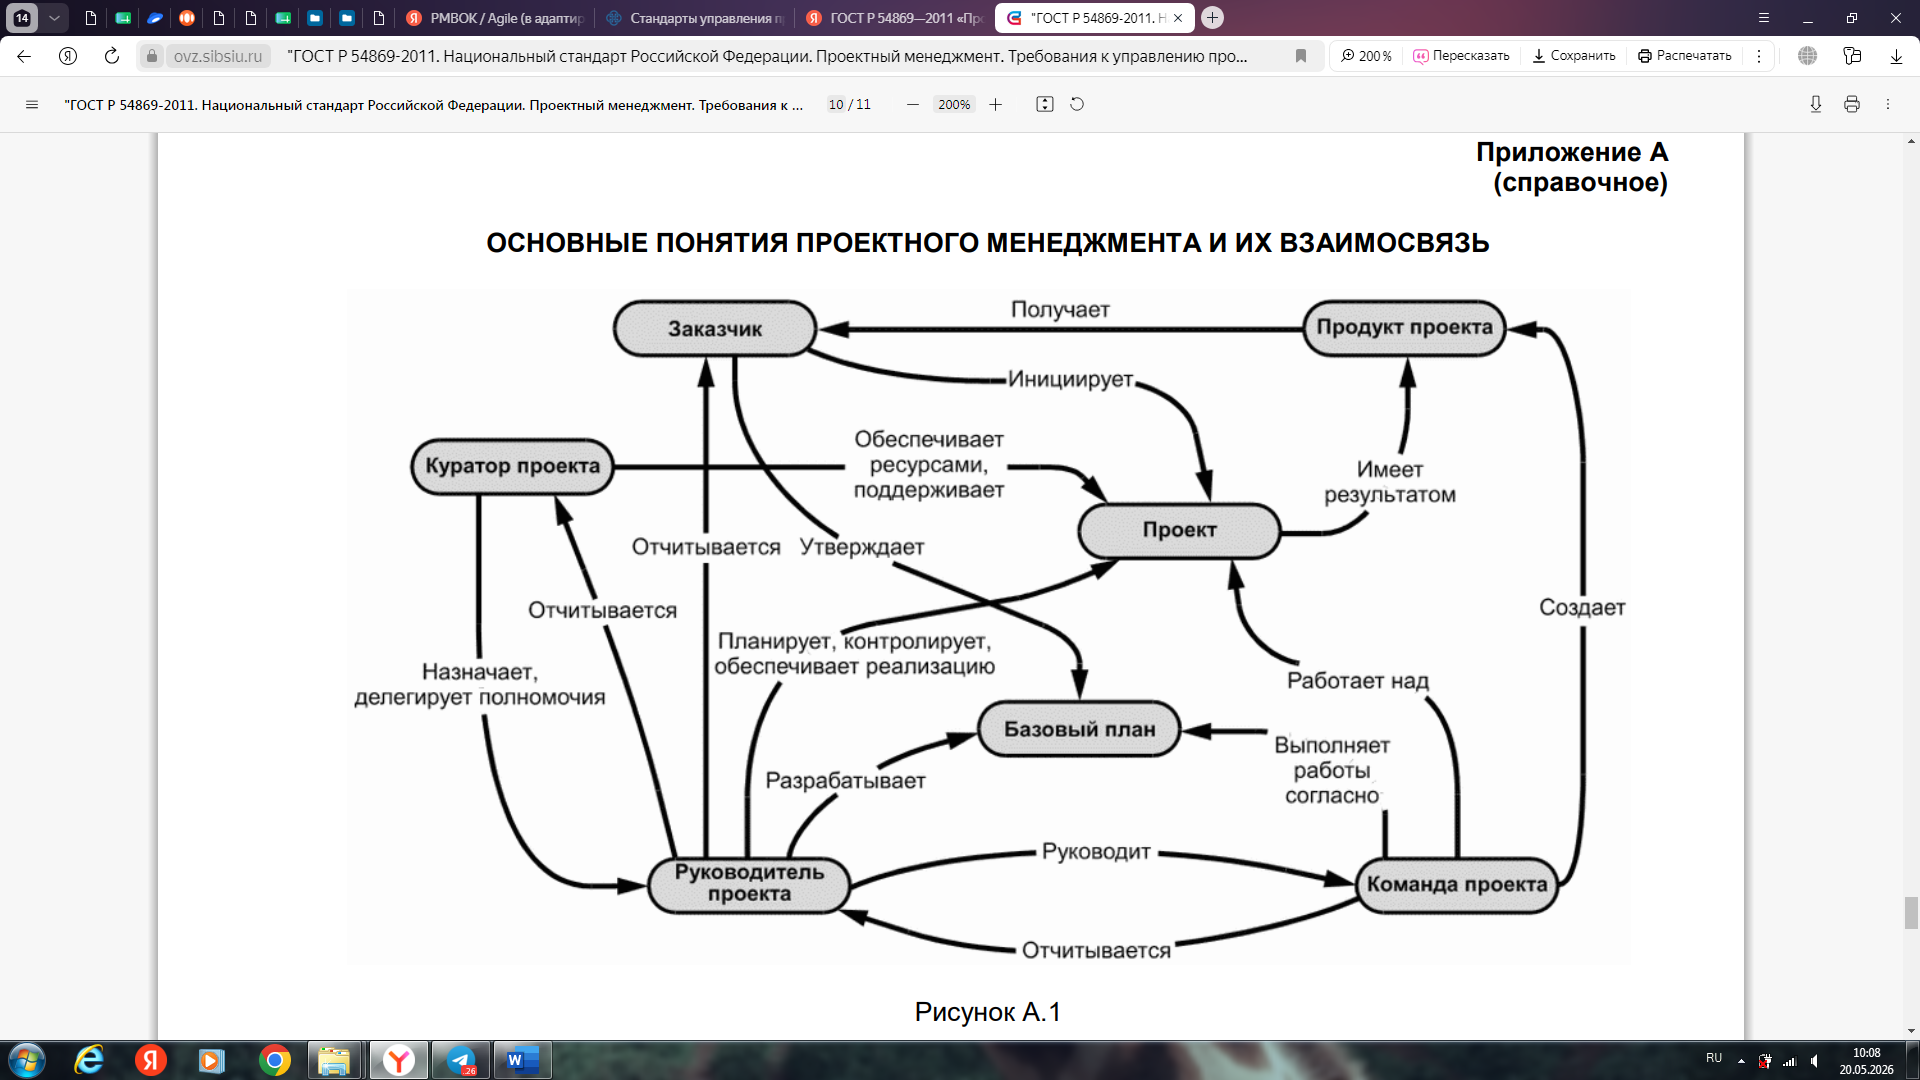 14
РМВОК / Agile (в адаптир
Стандарты управления п
ГОСТ Р 54869—2011 «Пр
"ГОСТ Р 54869-2011. Н
ovz.sibsiu.ru
"ГОСТ Р 54869-2011. Национальный стандарт Российской Федерации. Проектный менеджмент. Требования к управлению про...
200 %
Пересказать
Сохранить
Распечатать
"ГОСТ Р 54869-2011. Национальный стандарт Российской Федерации. Проектный менеджмент. Требования к ...
10 / 11
200%
Приложение А
(справочное)
ОСНОВНЫЕ ПОНЯТИЯ ПРОЕКТНОГО МЕНЕДЖМЕНТА И ИХ ВЗАИМОСВЯЗЬ
Заказчик
Получает
Продукт проекта
Инициирует
Куратор проекта
Обеспечивает
ресурсами,
поддерживает
Имеет
результатом
Проект
Отчитывается
Утверждает
Отчитывается
Создает
Планирует, контролирует,
обеспечивает реализацию
Назначает,
делегирует полномочия
Работает над
Базовый план
Выполняет
работы
согласно
Разрабатывает
Руководит
Руководитель
проекта
Команда проекта
Отчитывается
Рисунок А.1
.26
RU
10:08
20.05.2026